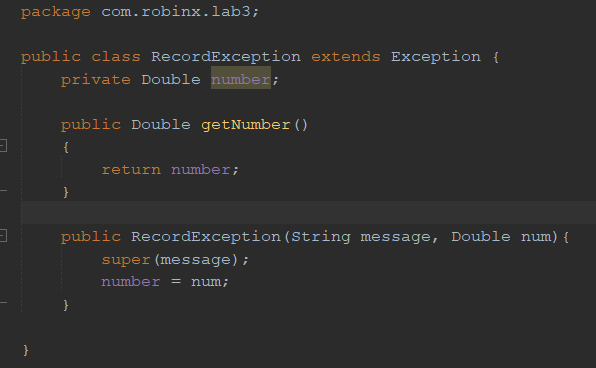 package com.robinx.lab3;
public class RecordException extends Exception {
private Double number;
public Double getNumber()
{
return number;
}
public RecordException(String message, Double num){
super(message);
number = num;
}
}